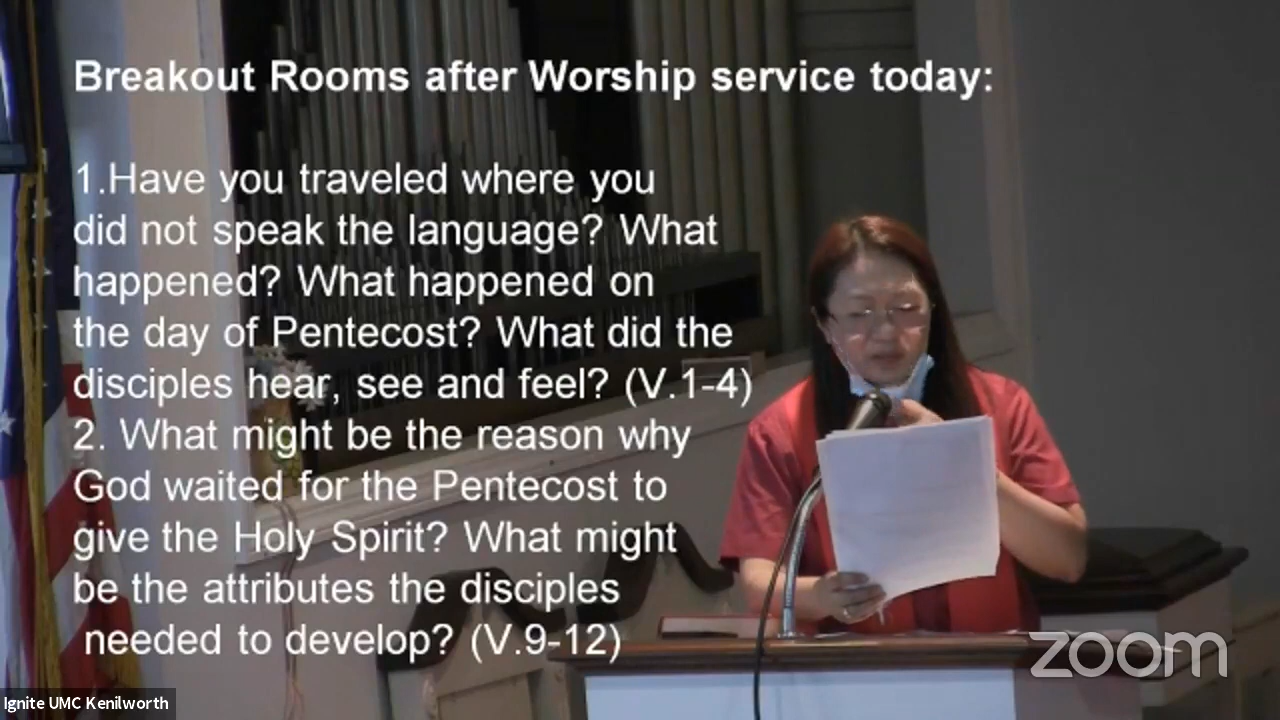 Breakout Rooms after Worship service today:
1.Have you traveled where you
did not speak the language? What
happened? What happened on
the day of Pentecost? What did the
disciples hear, see and feel? (V.1-4)
2. What might be the reason why
God waited for the Pentecost to
give the Holy Spirit? What might
be the attributes the disciples
needed to develop? (V.9-12)
zoom
Ignite UMC Kenilworth